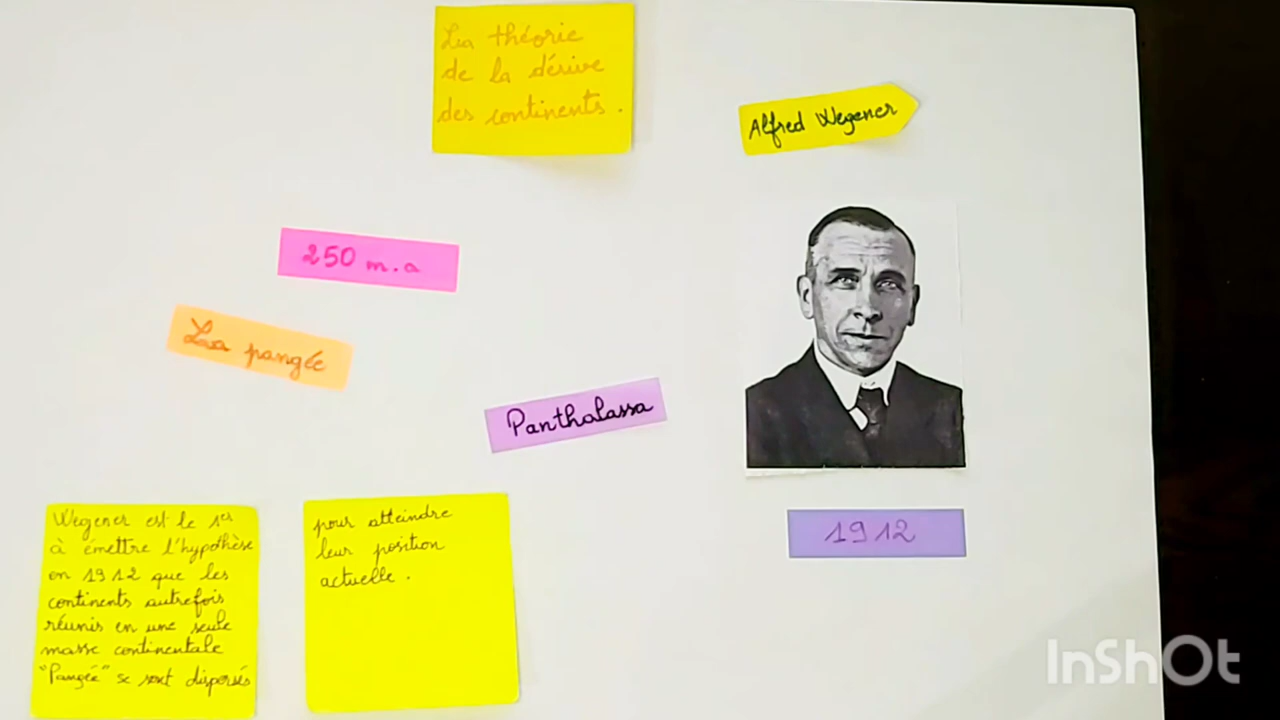 La théorie
de la dérive
des continents.
Alfred Wegener
250 m.a
La pangée
Panthalassa
1912
Wegener est le 1er
à émettre l'hypothèse
en 1912 que les
continents autrefois
réunis en une seule
masse continentale
"Pangée" se sont dispersés
pour atteindre
leur position
actuelle.
InShOt